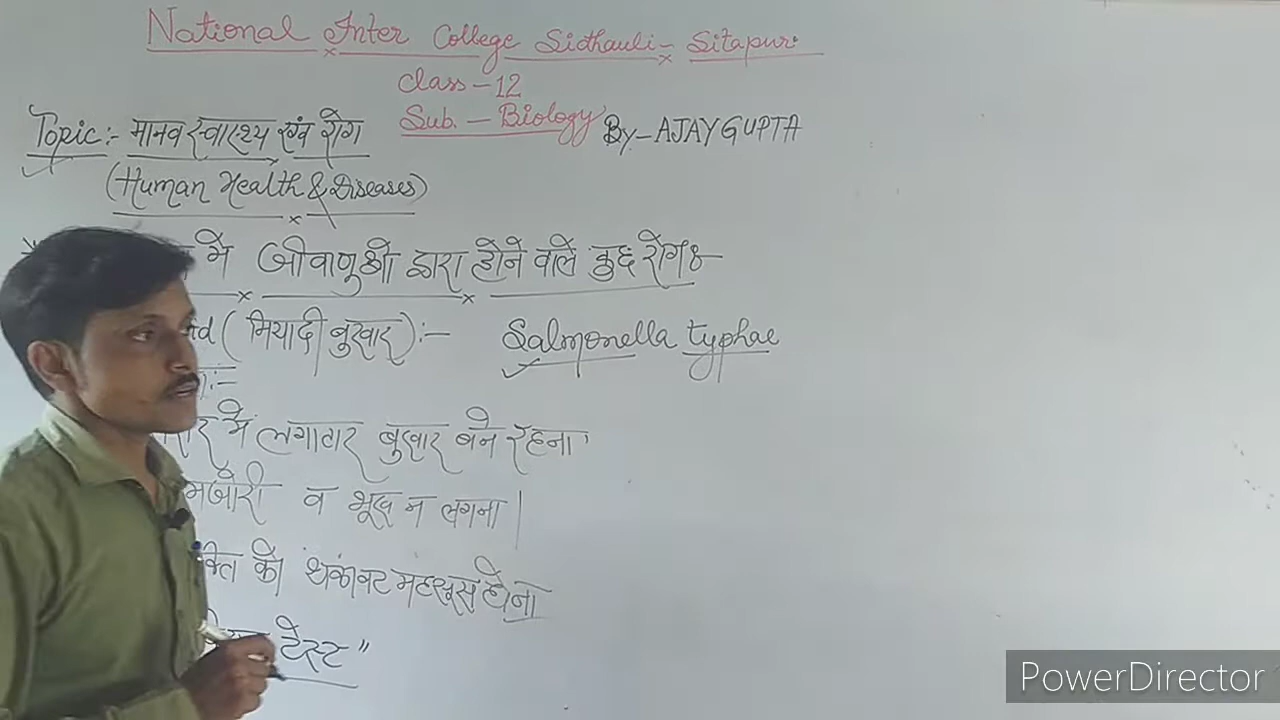 National Inter College Sidhauli - Sitapur.
Class - 12
Sub. - Biology By:- AJAY GUPTA
Topic:- मानव स्वास्थ्य एवं रोग
(Human Health & Diseases)
में जीवाणुओ द्वारा होने वाले कुछ रोग :-
(मियादी बुखार):- Salmonella typhae
में लगातार बुखार बने रहना
व भूख न लगना।
को थकांवट महसूस होना
टेस्ट"
PowerDirector